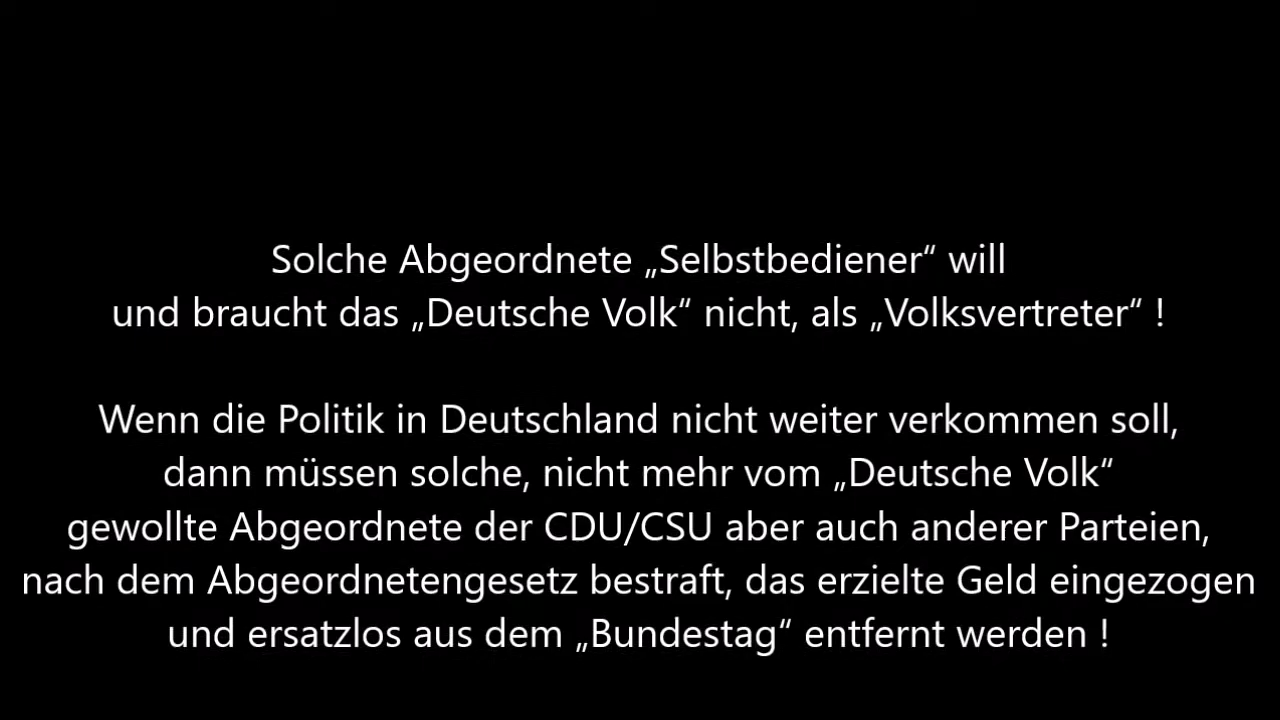 Solche Abgeordnete „Selbstbediener“ will
und braucht das „Deutsche Volk“ nicht, als „Volksvertreter“ !
Wenn die Politik in Deutschland nicht weiter verkommen soll,
dann müssen solche, nicht mehr vom „Deutsche Volk“
gewollte Abgeordnete der CDU/CSU aber auch anderer Parteien,
nach dem Abgeordnetengesetz bestraft, das erzielte Geld eingezogen
und ersatzlos aus dem „Bundestag“ entfernt werden !